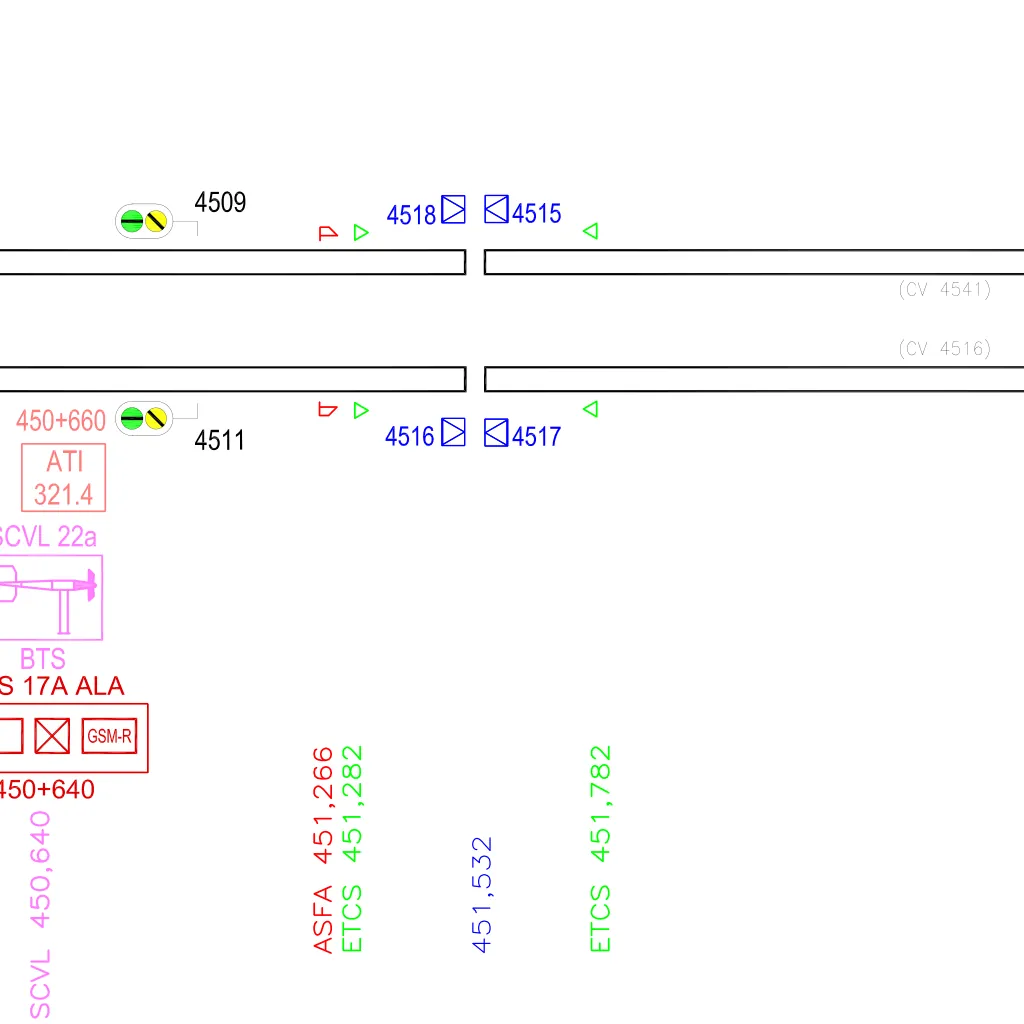 4509
4518
4515
(CV 4541)
(CV 4516)
450+660
4511
4516
4517
ATI
321.4
SCVL 22a
BTS
S 17A ALA
GSM-R
450+640
SCVL 450,640
ASFA 451,266
ETCS 451,282
451,532
ETCS 451,782